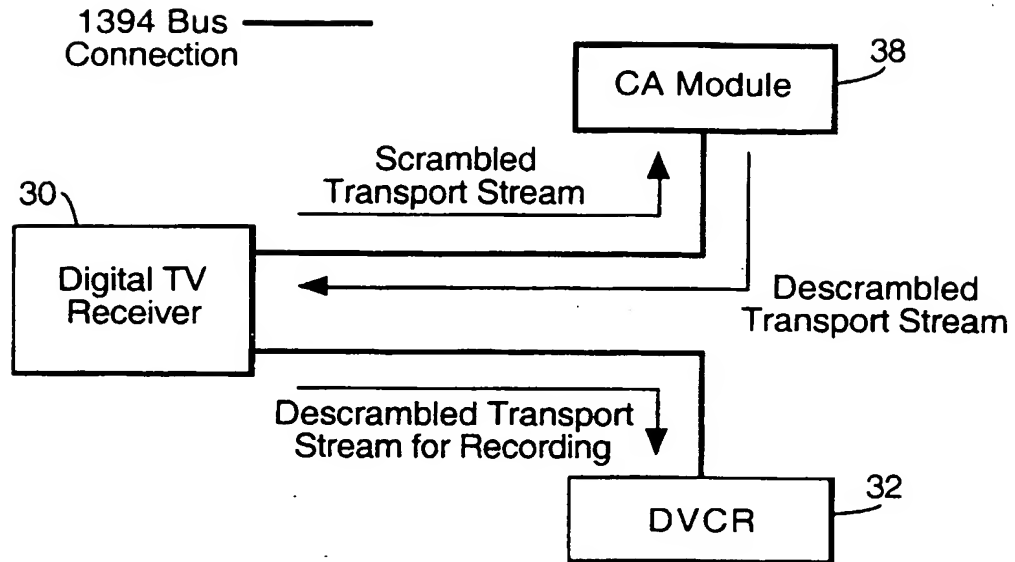 1394 Bus
Connection
CA Module
38
Scrambled
Transport Stream
30
Digital TV
Receiver
Descrambled
Transport Stream
Descrambled Transport
Stream for Recording
32
DVCR